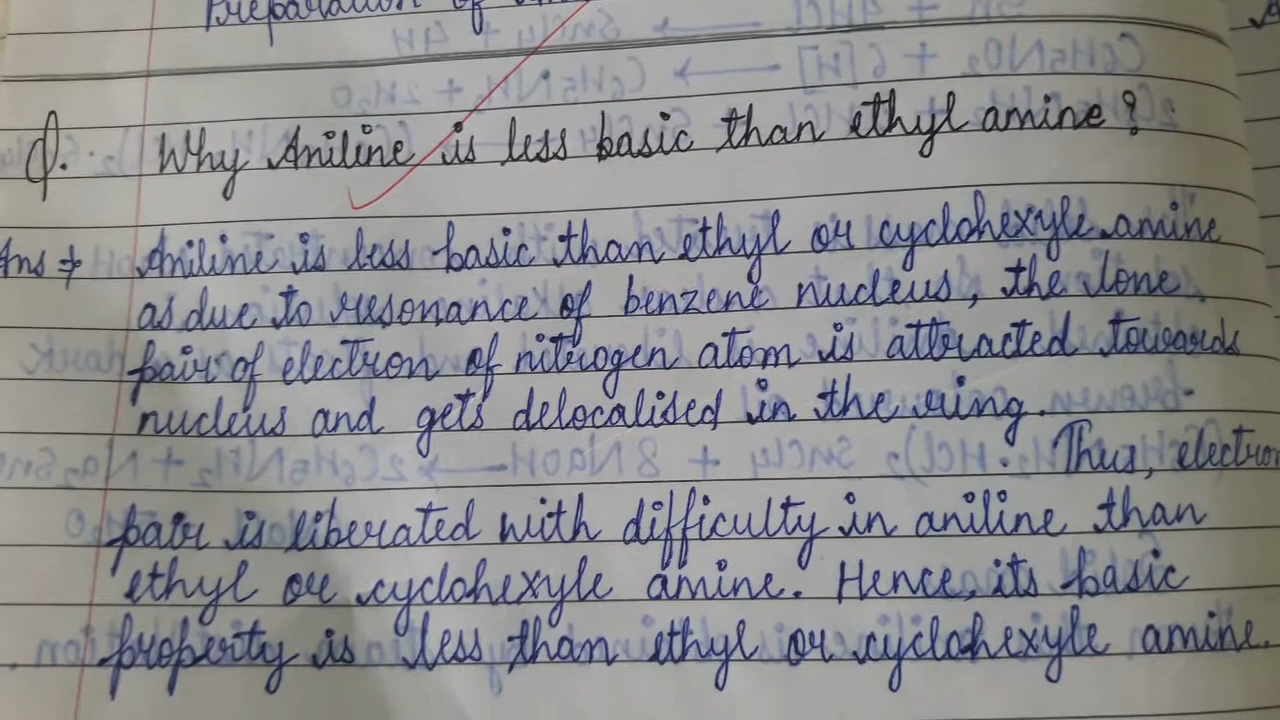 Preparation of
Q. Why Aniline is less basic than ethyl amine?
Ans → Aniline is less basic than ethyl or cyclohexyle amine
as due to resonance of benzene nucleus, the lone
pair of electron of nitrogen atom is attracted towards
nucleus and gets delocalised in the ring.
Thus, electron
pair is liberated with difficulty in aniline than
ethyl or cyclohexyle amine. Hence, its basic
property is less than ethyl or cyclohexyle amine.